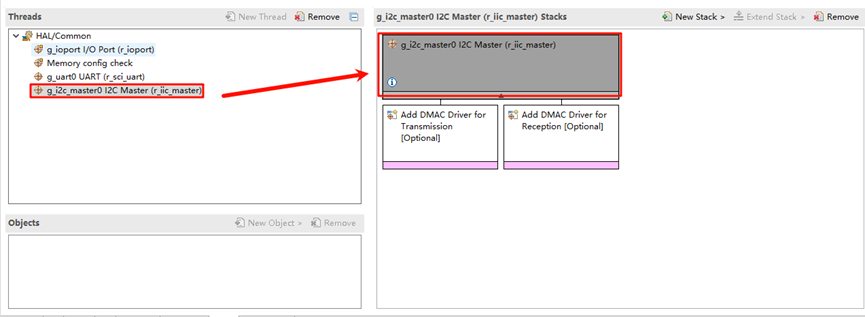 Threads
New Thread
Remove
HAL/Common
g_ioport I/O Port (r_ioport)
Memory config check
g_uart0 UART (r_sci_uart)
g_i2c_master0 I2C Master (r_iic_master)
Objects
New Object >
Remove
g_i2c_master0 I2C Master (r_iic_master) Stacks
New Stack >
Extend Stack >
Remove
g_i2c_master0 I2C Master (r_iic_master)
Add DMAC Driver for
Transmission
[Optional]
Add DMAC Driver for
Reception [Optional]